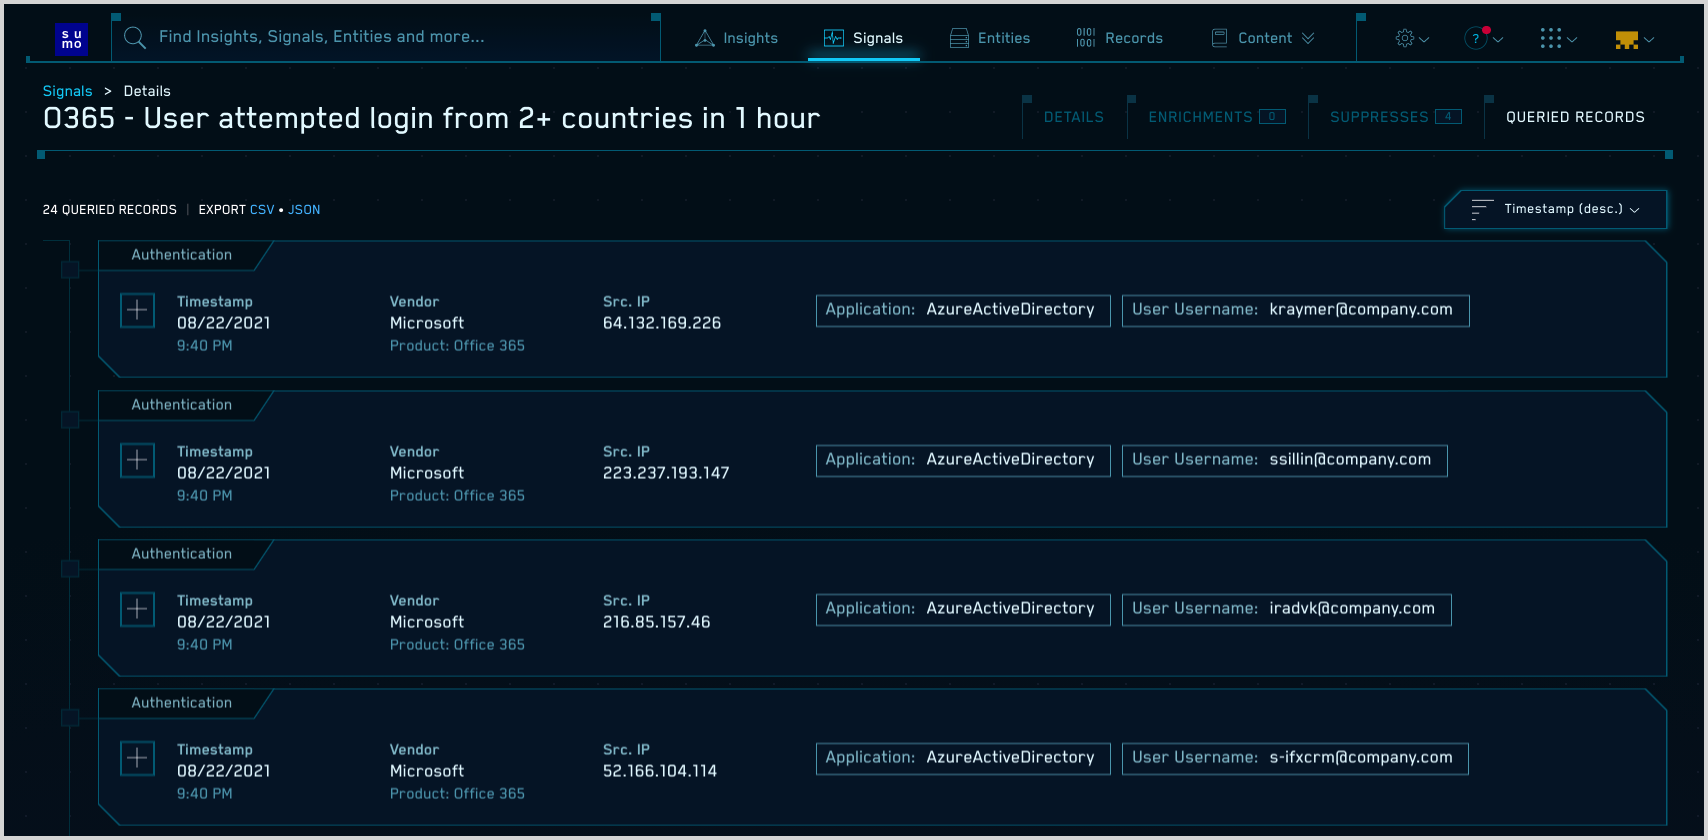 su
mo
Find Insights, Signals, Entities and more...
Insights
Signals
Entities
0101
1001
Records
Content
?
Signals > Details
O365 - User attempted login from 2+ countries in 1 hour
DETAILS
ENRICHMENTS 0
SUPPRESSES 4
QUERIED RECORDS
24 QUERIED RECORDS | EXPORT CSV • JSON
Timestamp (desc.)
Authentication
Timestamp Vendor Src. IP
Application: AzureActiveDirectory User Username: kraymer@company.com
08/22/2021 Microsoft 64.132.169.226
9:40 PM Product: Office 365
Authentication
Timestamp Vendor Src. IP
Application: AzureActiveDirectory User Username: ssillin@company.com
08/22/2021 Microsoft 223.237.193.147
9:40 PM Product: Office 365
Authentication
Timestamp Vendor Src. IP
Application: AzureActiveDirectory User Username: iradvk@company.com
08/22/2021 Microsoft 216.85.157.46
9:40 PM Product: Office 365
Authentication
Timestamp Vendor Src. IP
Application: AzureActiveDirectory User Username: s-ifxcrm@company.com
08/22/2021 Microsoft 52.166.104.114
9:40 PM Product: Office 365